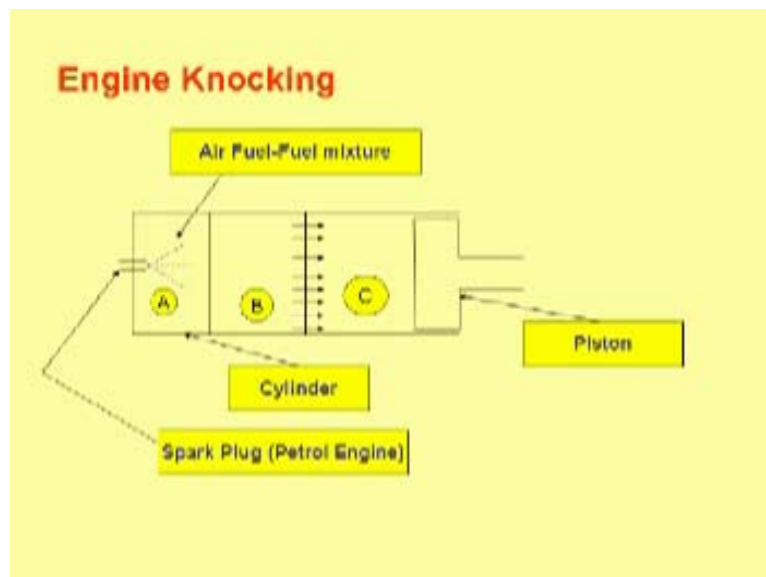 Engine Knocking
Air Fuel-Fuel mixture
A
B
C
Piston
Cylinder
Spark Plug (Petrol Engine)